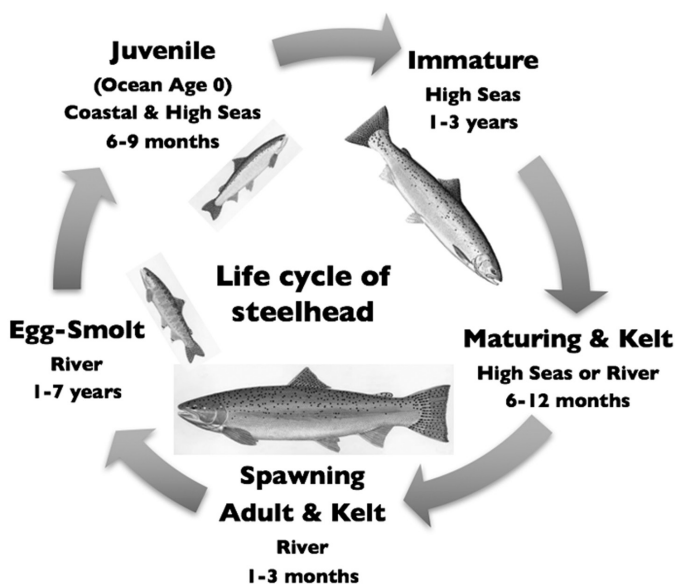 Juvenile
(Ocean Age 0)
Coastal & High Seas
6-9 months
Immature
High Seas
1-3 years
Life cycle of
steelhead
Egg-Smolt
River
1-7 years
Maturing & Kelt
High Seas or River
6-12 months
Spawning
Adult & Kelt
River
1-3 months